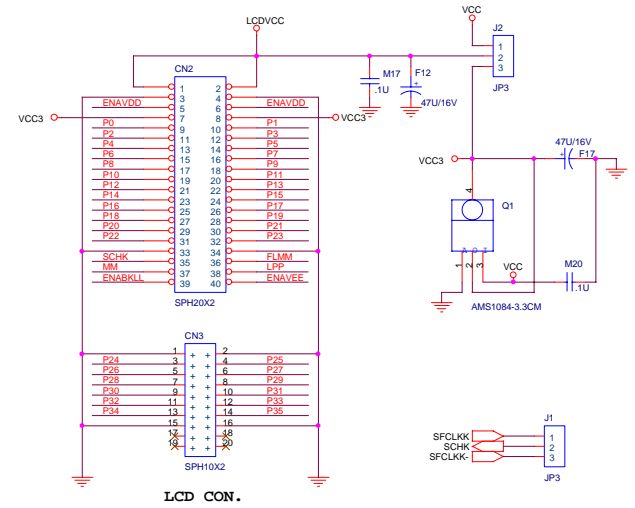 LCDVCC
VCC
J2
1
2
3
JP3
M17
.1U
F12
47U/16V
CN2
1 2
3 4
ENAVDD 5 6 ENAVDD
VCC3 7 8 VCC3
P0 9 10 P1
P2 11 12 P3
P4 13 14 P5
P6 15 16 P7
P8 17 18 P9
P10 19 20 P11
P12 21 22 P13
P14 23 24 P15
P16 25 26 P17
P18 27 28 P19
P20 29 30 P21
P22 31 32 P23
33 34
SCHK 35 36 FLMM
MM 37 38 LPP
ENABKLL 39 40 ENAVEE
SPH20X2
47U/16V
F17
VCC3
4
Q1
A O I
1 2 3
VCC
M20
.1U
AMS1084-3.3CM
CN3
1 2
P24 3 4 P25
P26 5 6 P27
P28 7 8 P29
P30 9 10 P31
P32 11 12 P33
P34 13 14 P35
15 16
17 18
19 20
SPH10X2
J1
SFCLKK 1
SCHK 2
SFCLKK- 3
JP3
LCD CON.